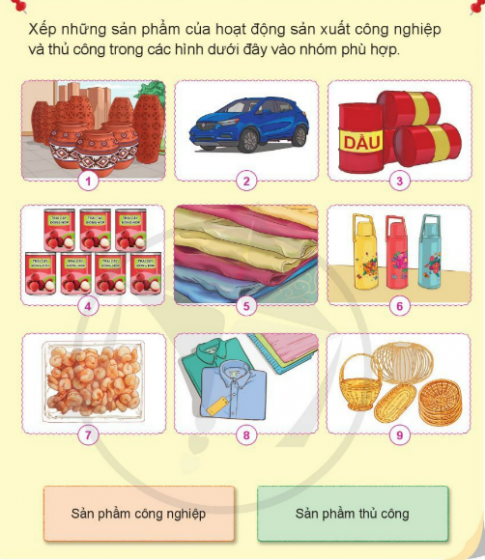 Xếp những sản phẩm của hoạt động sản xuất công nghiệp
và thủ công trong các hình dưới đây vào nhóm phù hợp.
1
2
DẦU
3
4
5
6
7
8
9
Sản phẩm công nghiệp
Sản phẩm thủ công